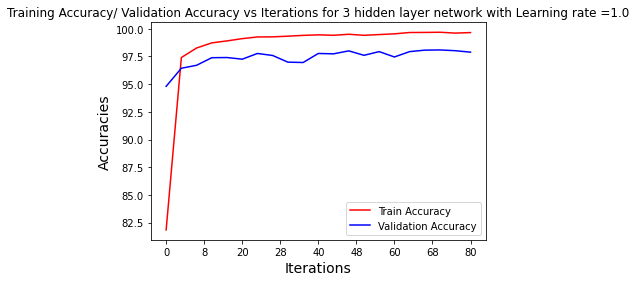 Training Accuracy/ Validation Accuracy vs Iterations for 3 hidden layer network with Learning rate =1.0
100.0
97.5
95.0
92.5
90.0
87.5
85.0
82.5
Accuracies
Train Accuracy
Validation Accuracy
0 8 20 28 40 48 60 68 80
Iterations